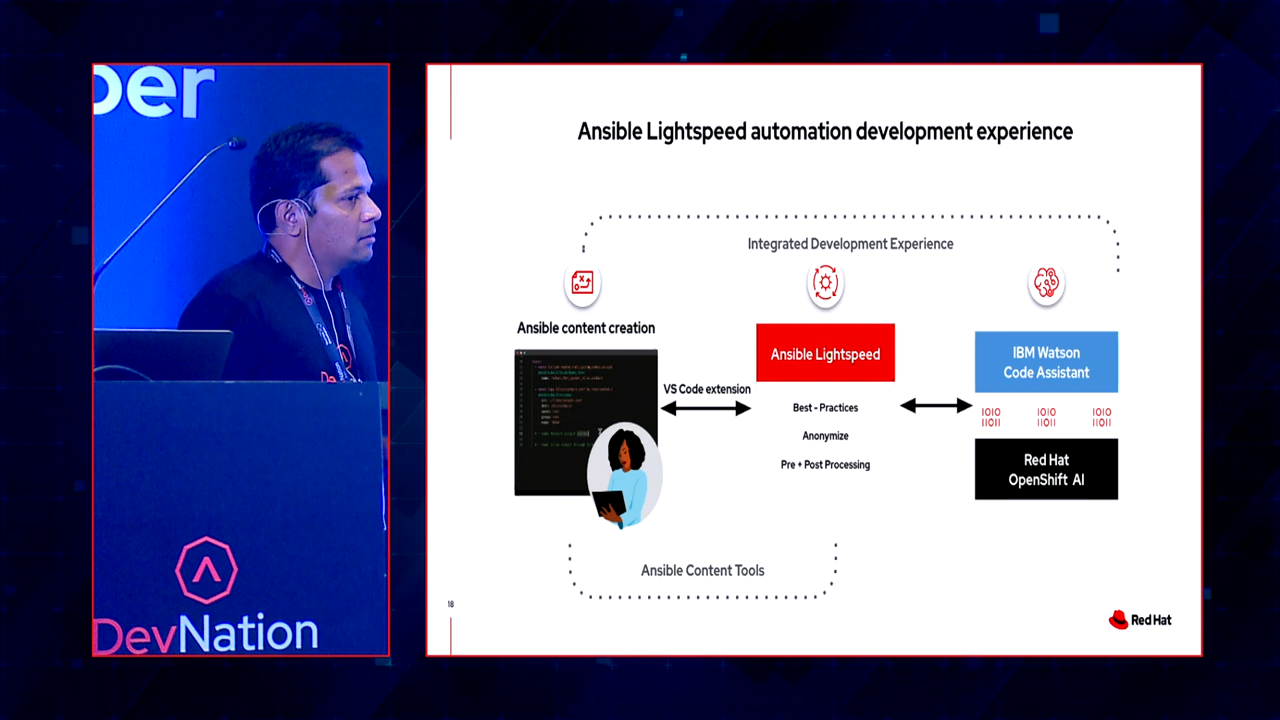 per
DevNation
Ansible Lightspeed automation development experience
Integrated Development Experience
Ansible content creation
VS Code extension
Ansible Lightspeed
Best - Practices
Anonymize
Pre + Post Processing
IBM Watson
Code Assistant
1010 1010 1010
11011 11011 11011
Red Hat
OpenShift AI
Ansible Content Tools
18
Red Hat